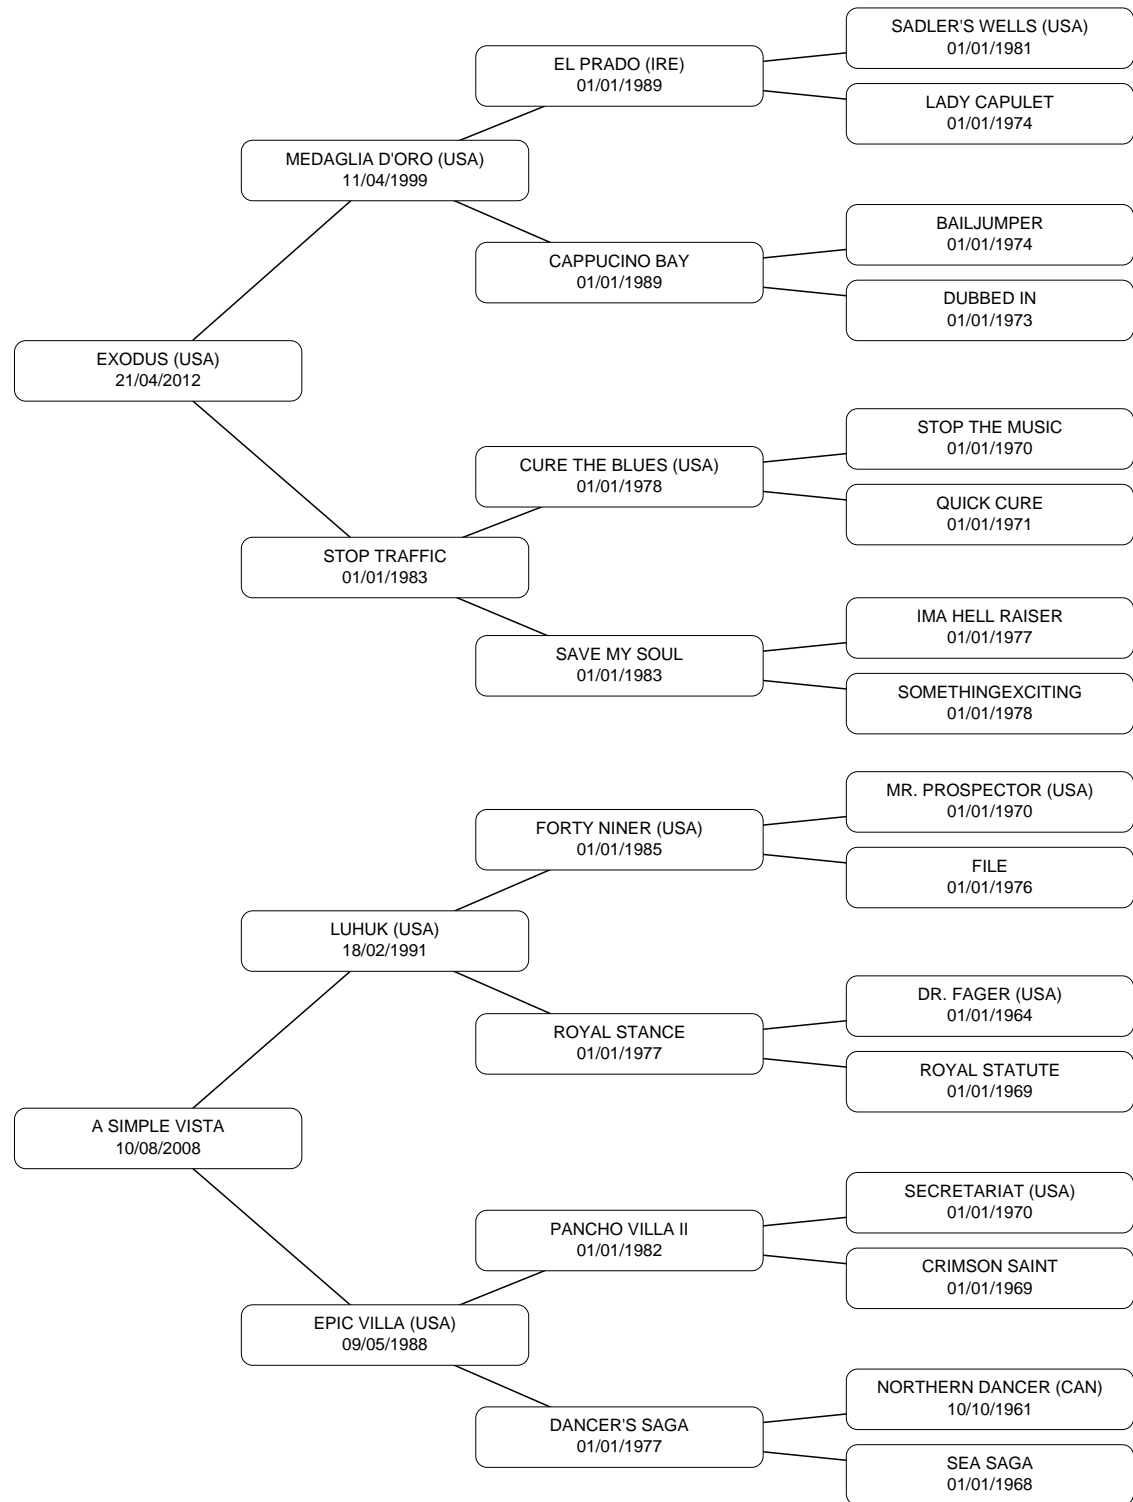 SADLER'S WELLS (USA)
01/01/1981
EL PRADO (IRE)
01/01/1989
LADY CAPULET
01/01/1974
MEDAGLIA D'ORO (USA)
11/04/1999
BAILJUMPER
01/01/1974
CAPPUCINO BAY
01/01/1989
DUBBED IN
01/01/1973
EXODUS (USA)
21/04/2012
STOP THE MUSIC
01/01/1970
CURE THE BLUES (USA)
01/01/1978
QUICK CURE
01/01/1971
STOP TRAFFIC
01/01/1983
IMA HELL RAISER
01/01/1977
SAVE MY SOUL
01/01/1983
SOMETHINGEXCITING
01/01/1978
MR. PROSPECTOR (USA)
01/01/1970
FORTY NINER (USA)
01/01/1985
FILE
01/01/1976
LUHUK (USA)
18/02/1991
DR. FAGER (USA)
01/01/1964
ROYAL STANCE
01/01/1977
ROYAL STATUTE
01/01/1969
A SIMPLE VISTA
10/08/2008
SECRETARIAT (USA)
01/01/1970
PANCHO VILLA II
01/01/1982
CRIMSON SAINT
01/01/1969
EPIC VILLA (USA)
09/05/1988
NORTHERN DANCER (CAN)
10/10/1961
DANCER'S SAGA
01/01/1977
SEA SAGA
01/01/1968